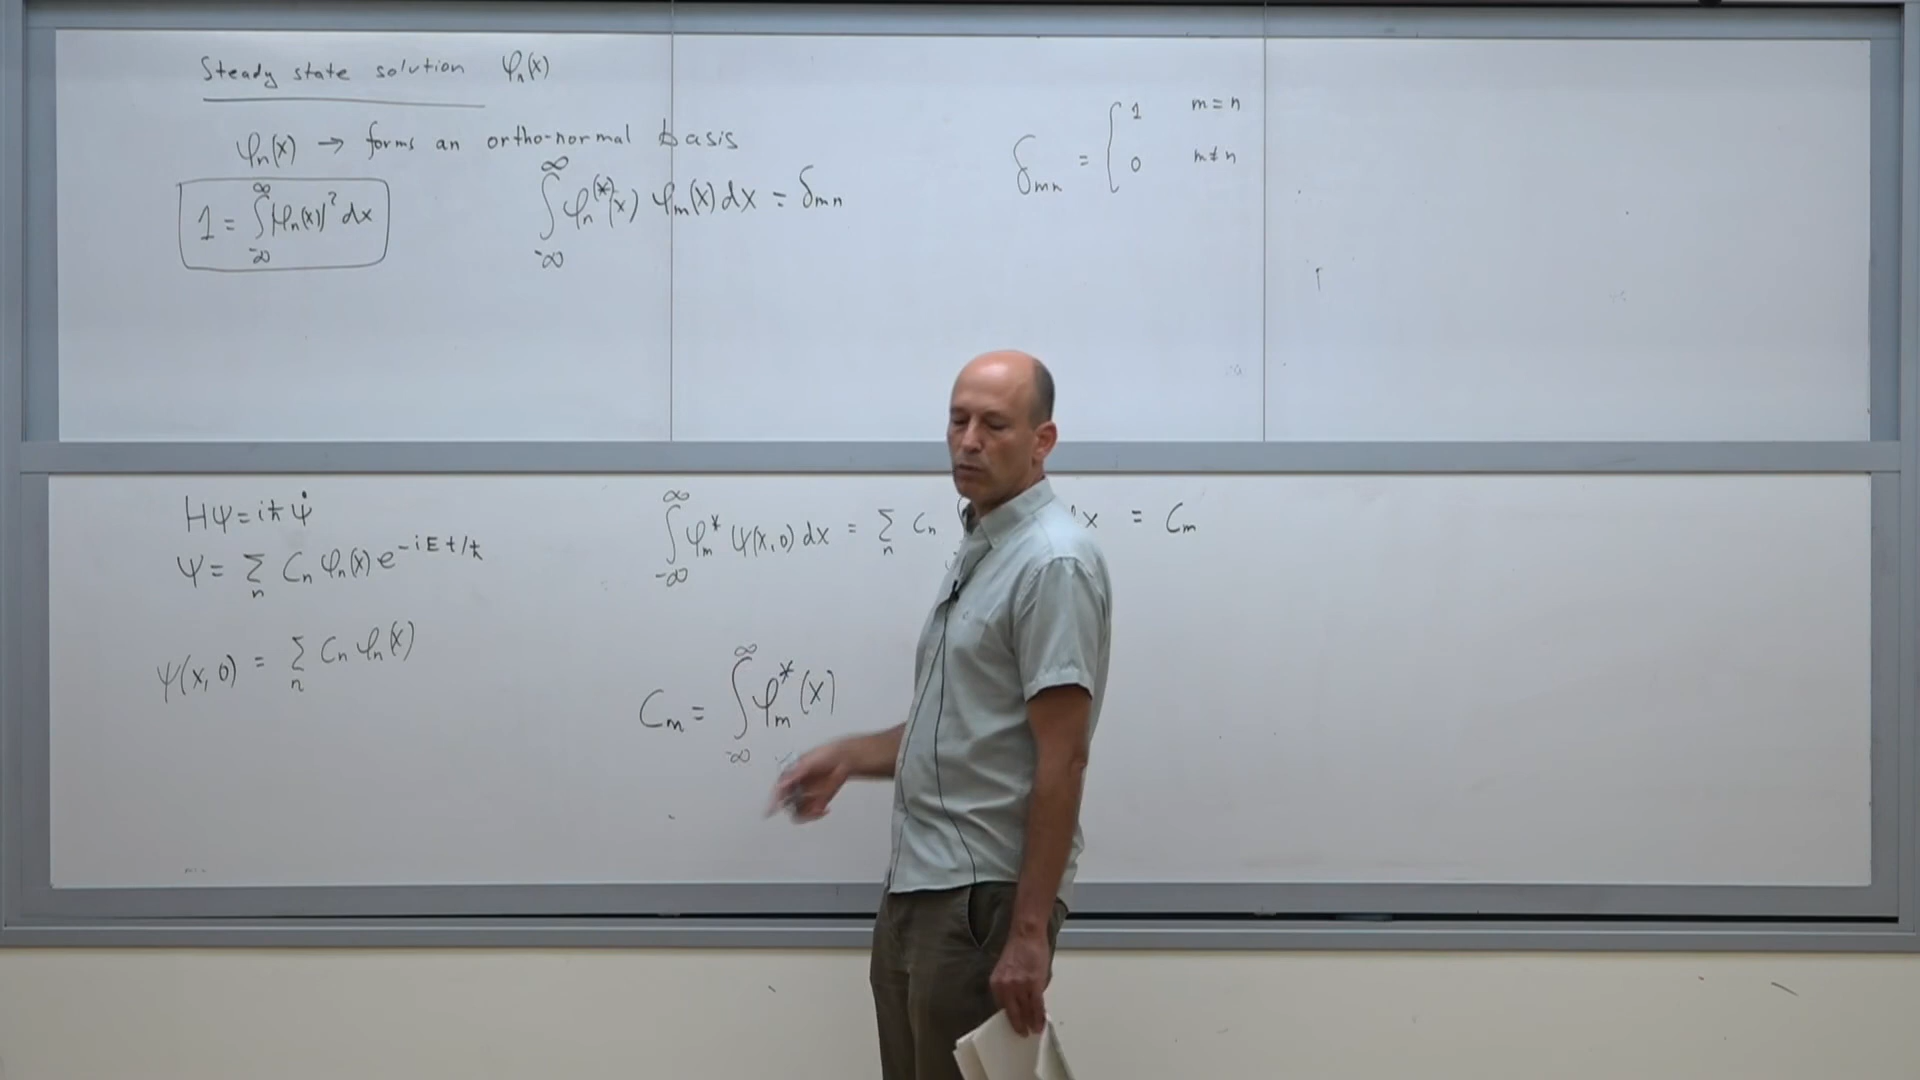 Steady state solution φₙ(x)
φₙ(x) → forms an ortho-normal basis
1 = ∫_{-∞}^{∞} |φₙ(x)|² dx
∫_{-∞}^{∞} φₙ^{(*)}(x) φₘ(x) dx = δₘₙ
δₘₙ = { 1 m = n
0 m ≠ n
Hψ = iħ ψ̇
ψ = Σₙ Cₙ φₙ(x) e^{-iEt/ħ}
ψ(x,0) = Σₙ Cₙ φₙ(x)
∫_{-∞}^{∞} φₘ* ψ(x,0) dx = Σₙ Cₙ x = Cₘ
Cₘ = ∫_{-∞}^{∞} φₘ*(x)